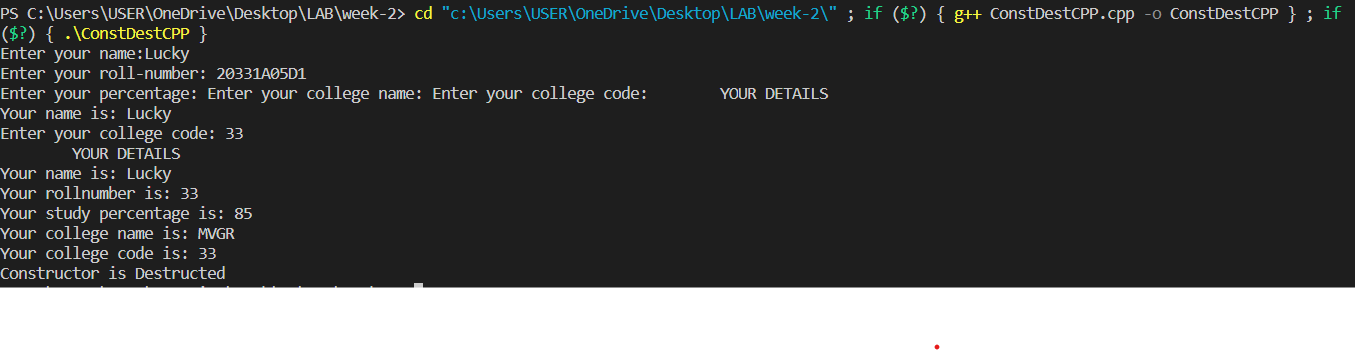 PS C:\Users\USER\OneDrive\Desktop\LAB\week-2> cd "c:\Users\USER\OneDrive\Desktop\LAB\week-2\" ; if ($?) { g++ ConstDestCPP.cpp -o ConstDestCPP } ; if
($?) { .\ConstDestCPP }
Enter your name:Lucky
Enter your roll-number: 20331A05D1
Enter your percentage: Enter your college name: Enter your college code:        YOUR DETAILS
Your name is: Lucky
Enter your college code: 33
        YOUR DETAILS
Your name is: Lucky
Your rollnumber is: 33
Your study percentage is: 85
Your college name is: MVGR
Your college code is: 33
Constructor is Destructed